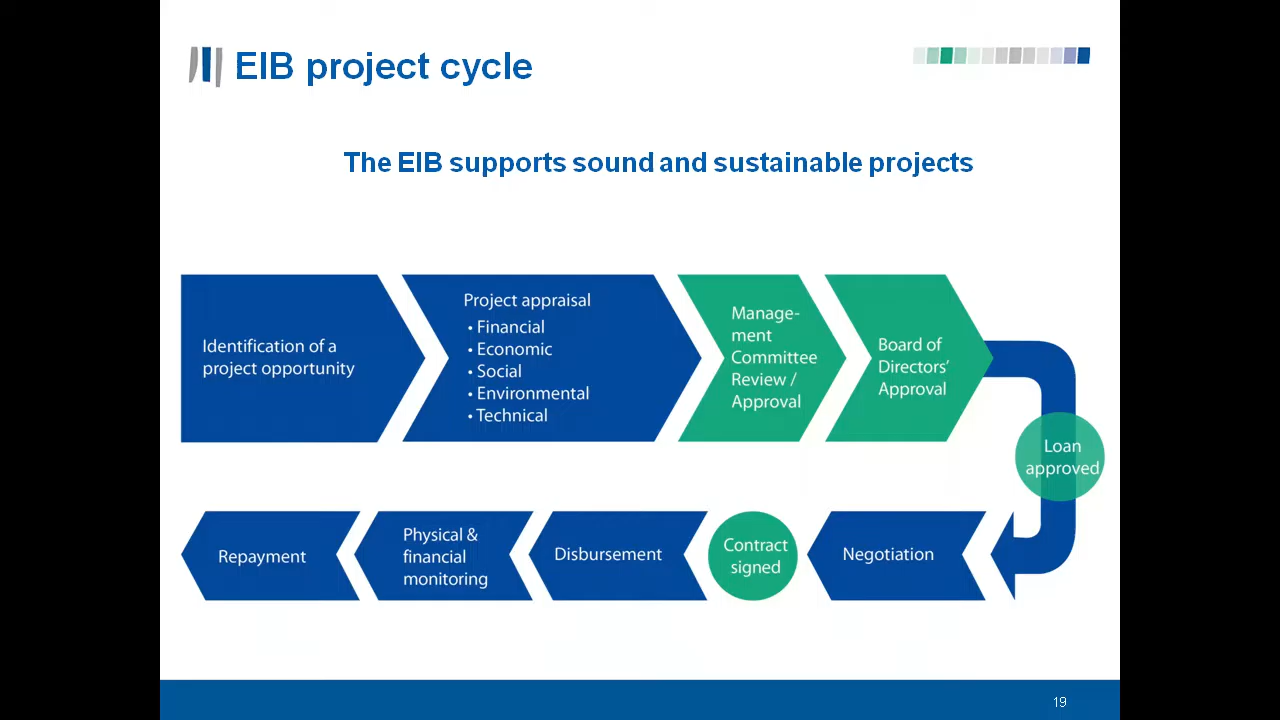 EIB project cycle
The EIB supports sound and sustainable projects
Identification of a
project opportunity
Project appraisal
• Financial
• Economic
• Social
• Environmental
• Technical
Manage-
ment
Committee
Review /
Approval
Board of
Directors’
Approval
Loan
approved
Negotiation
Contract
signed
Disbursement
Physical &
financial
monitoring
Repayment
19